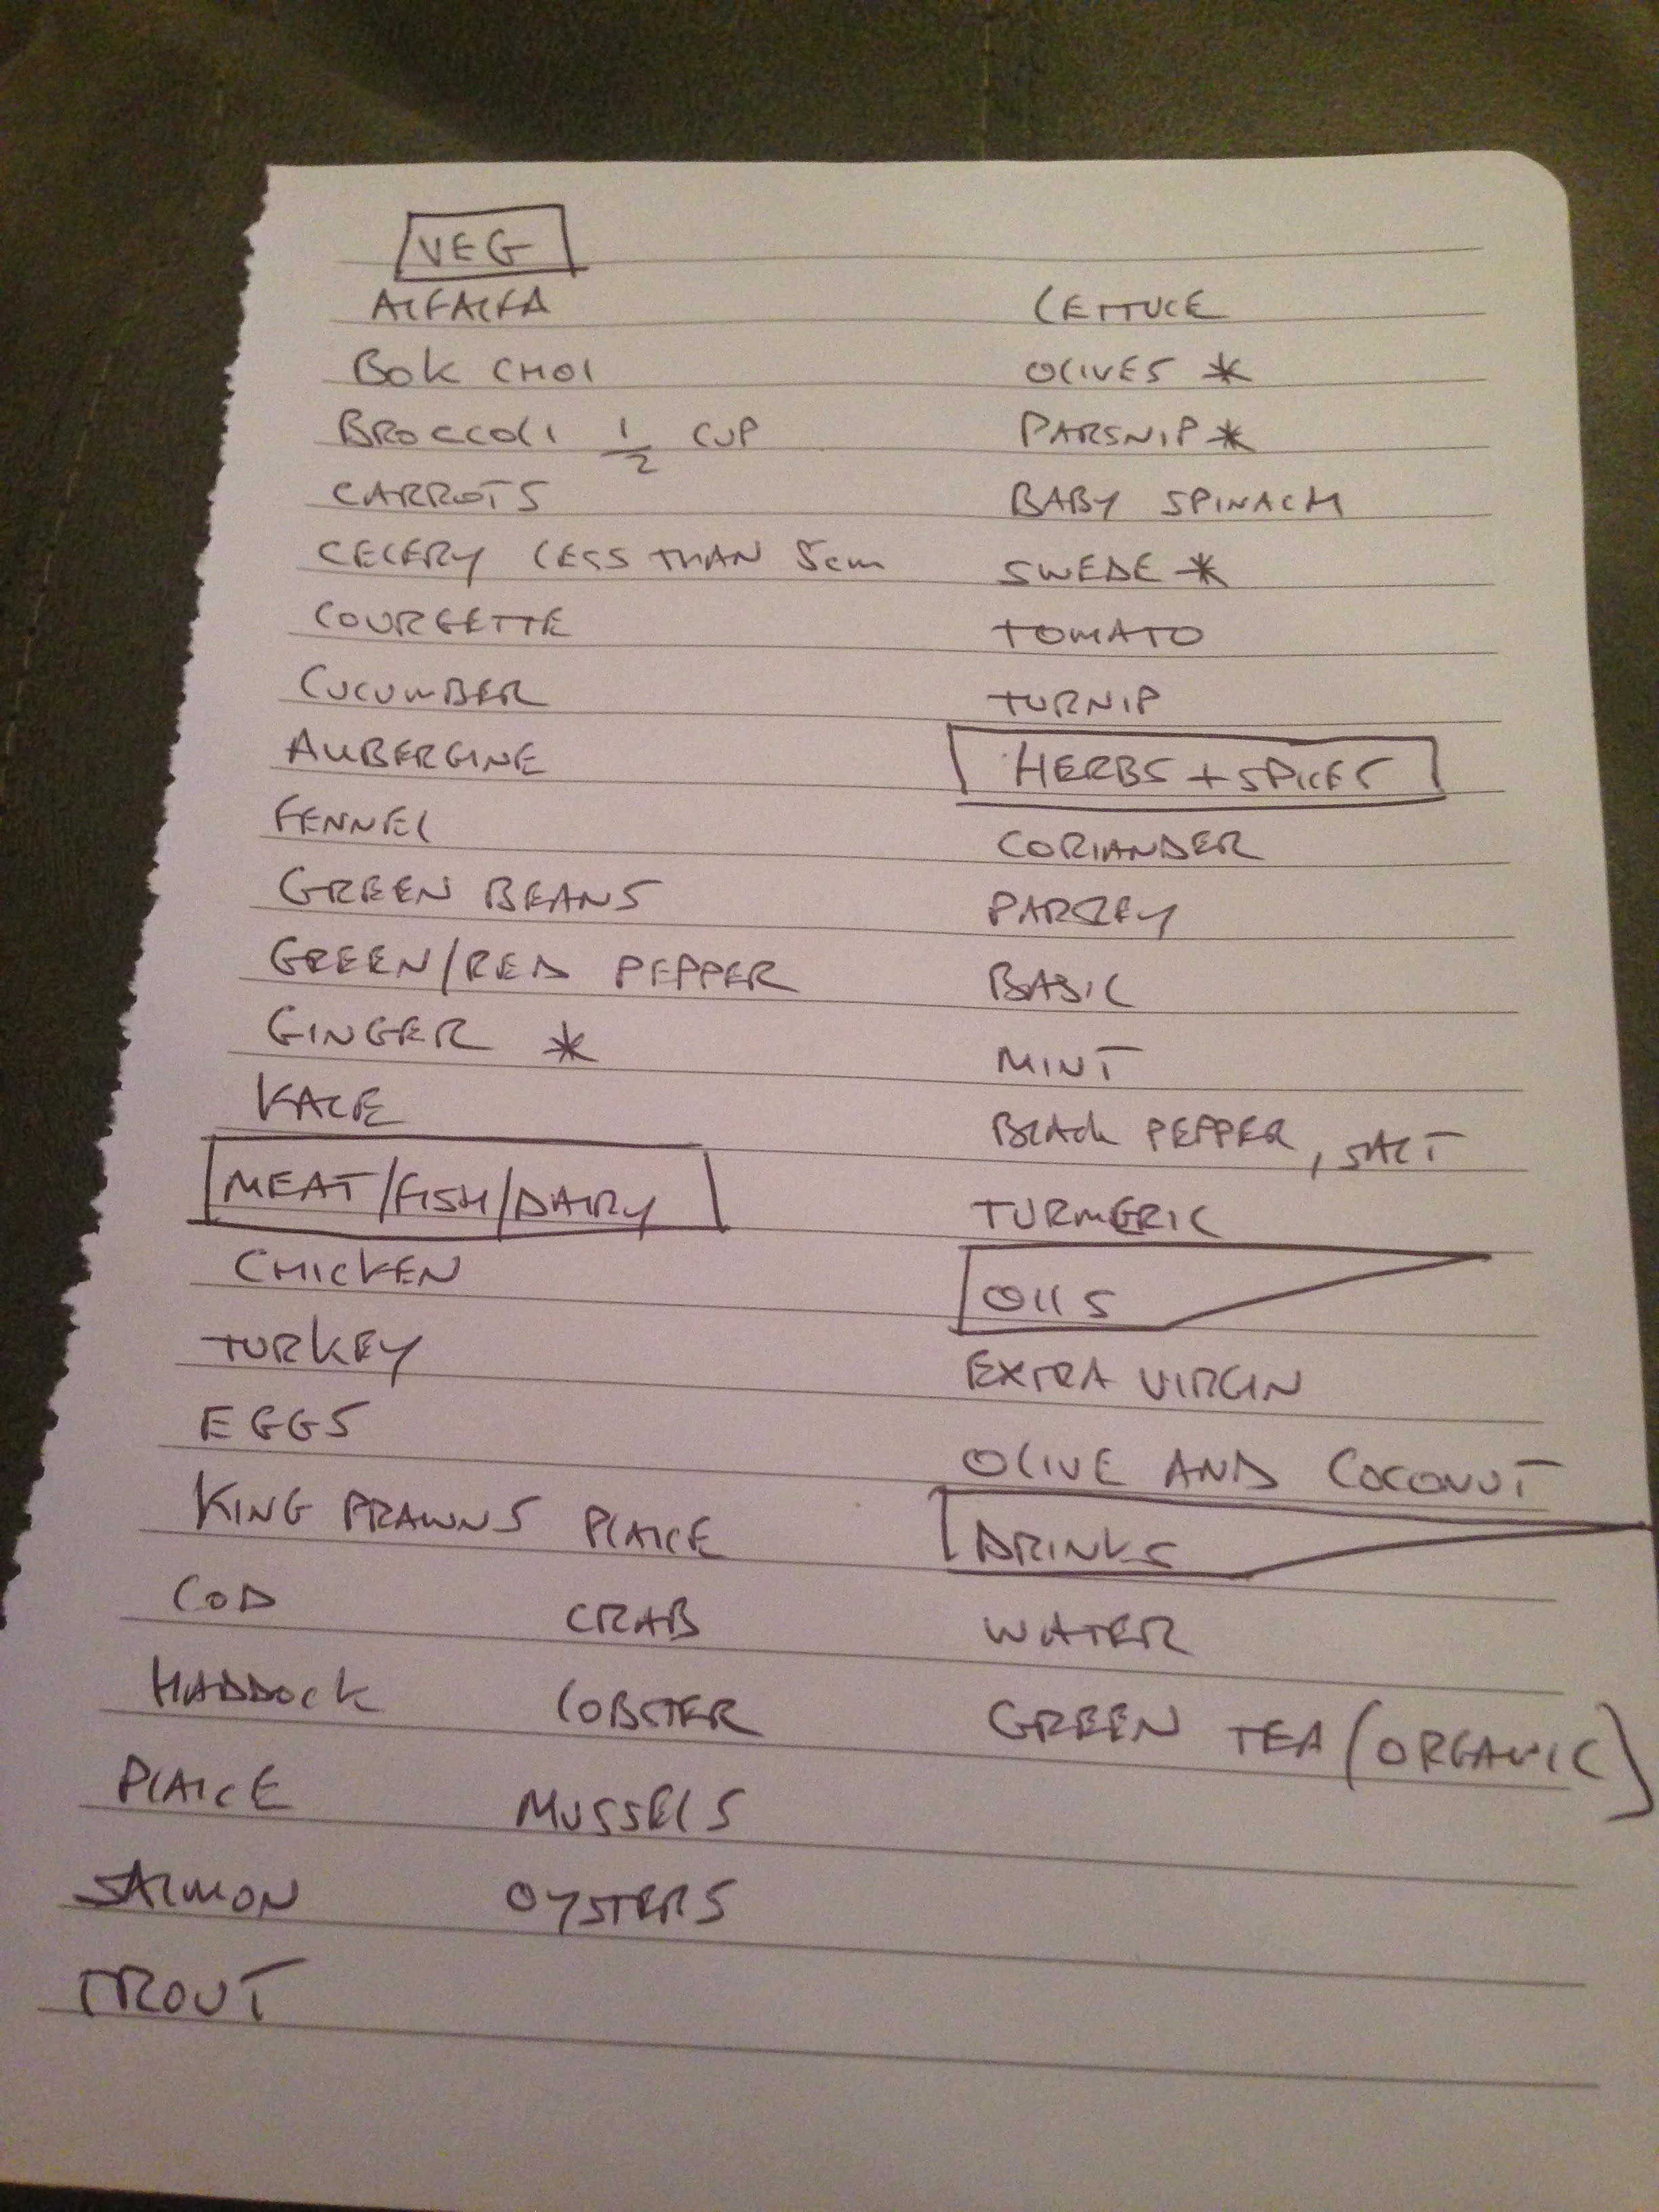 VEG
ALFALFA
BOK CHOI
BROCCOLI 1/2 CUP
CARROTS
CELERY LESS THAN 5cm
COURGETTE
CUCUMBER
AUBERGINE
FENNEL
GREEN BEANS
GREEN/RED PEPPER
GINGER *
KALE
MEAT/FISH/DAIRY
CHICKEN
TURKEY
EGGS
KING PRAWNS PLAICE
COD CRAB
HADDOCK LOBSTER
PLAICE MUSSELS
SALMON OYSTERS
TROUT
LETTUCE
OLIVES *
PARSNIP *
BABY SPINACH
SWEDE *
TOMATO
TURNIP
HERBS + SPICES
CORIANDER
PARSLEY
BASIL
MINT
BLACK PEPPER, SALT
TURMERIC
OILS
EXTRA VIRGIN
OLIVE AND COCONUT
DRINKS
WATER
GREEN TEA (ORGANIC)